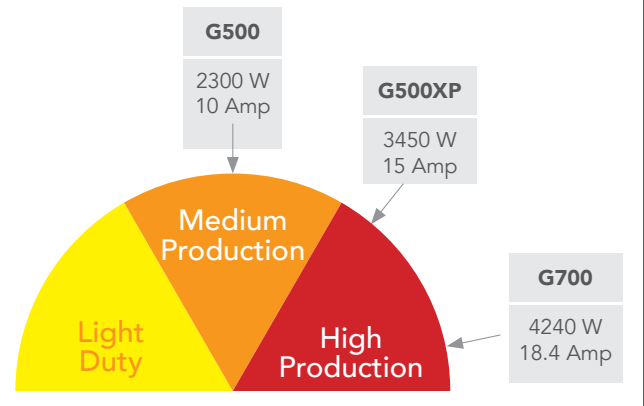 G500
2300 W
10 Amp
G500XP
3450 W
15 Amp
Medium
Production
G700
4240 W
18.4 Amp
Light
Duty
High
Production